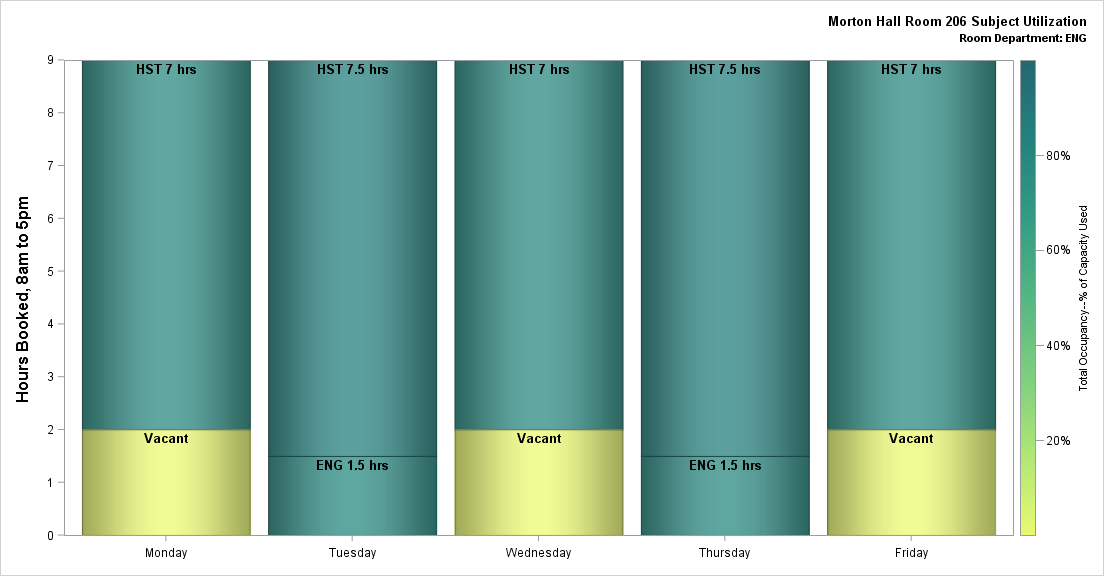 Morton Hall Room 206 Subject Utilization
Room Department: ENG
Hours Booked, 8am to 5pm
9
8
7
6
5
4
3
2
1
0
HST 7 hrs
HST 7.5 hrs
HST 7 hrs
HST 7.5 hrs
HST 7 hrs
Vacant
ENG 1.5 hrs
Vacant
ENG 1.5 hrs
Vacant
Monday
Tuesday
Wednesday
Thursday
Friday
80%
60%
40%
20%
Total Occupancy--% of Capacity Used